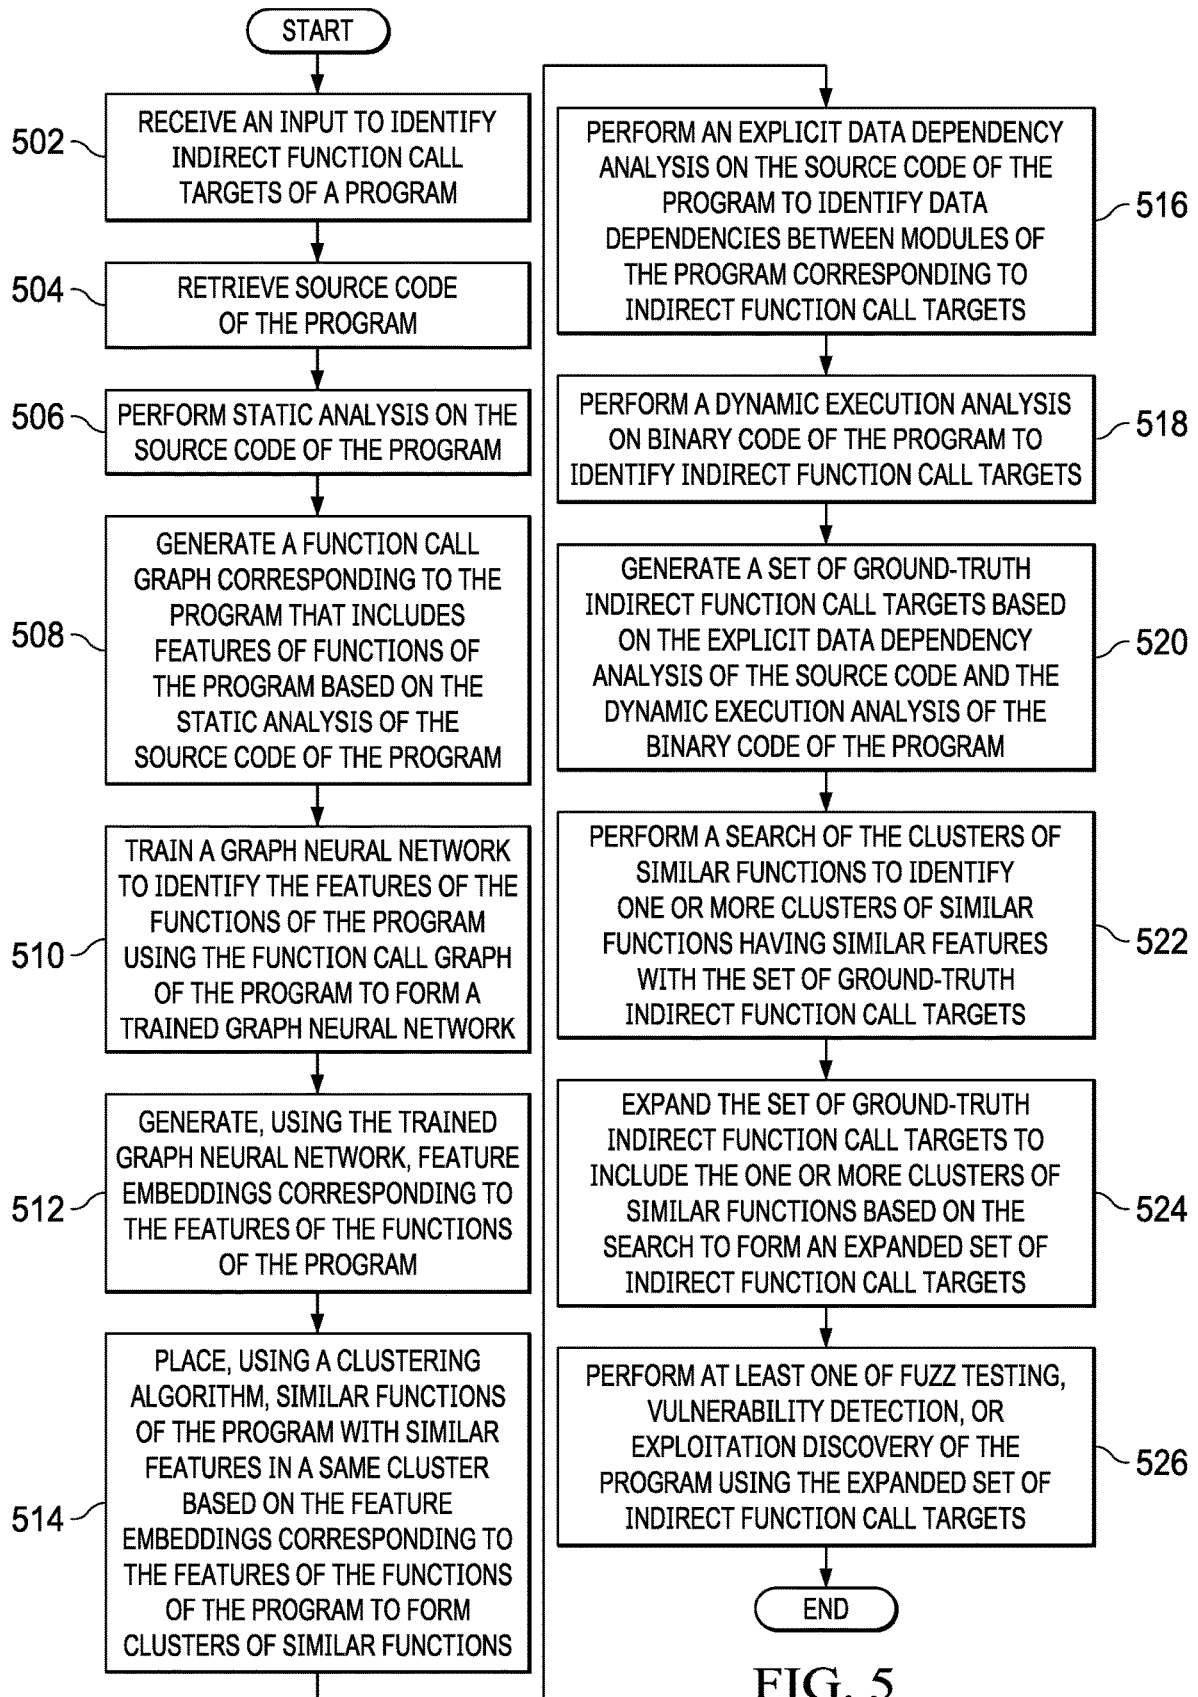 START
502
RECEIVE AN INPUT TO IDENTIFY
INDIRECT FUNCTION CALL
TARGETS OF A PROGRAM
504
RETRIEVE SOURCE CODE
OF THE PROGRAM
506
PERFORM STATIC ANALYSIS ON THE
SOURCE CODE OF THE PROGRAM
508
GENERATE A FUNCTION CALL
GRAPH CORRESPONDING TO THE
PROGRAM THAT INCLUDES
FEATURES OF FUNCTIONS OF
THE PROGRAM BASED ON THE
STATIC ANALYSIS OF THE
SOURCE CODE OF THE PROGRAM
510
TRAIN A GRAPH NEURAL NETWORK
TO IDENTIFY THE FEATURES OF THE
FUNCTIONS OF THE PROGRAM
USING THE FUNCTION CALL GRAPH
OF THE PROGRAM TO FORM A
TRAINED GRAPH NEURAL NETWORK
512
GENERATE, USING THE TRAINED
GRAPH NEURAL NETWORK, FEATURE
EMBEDDINGS CORRESPONDING TO
THE FEATURES OF THE FUNCTIONS
OF THE PROGRAM
514
PLACE, USING A CLUSTERING
ALGORITHM, SIMILAR FUNCTIONS
OF THE PROGRAM WITH SIMILAR
FEATURES IN A SAME CLUSTER
BASED ON THE FEATURE
EMBEDDINGS CORRESPONDING TO
THE FEATURES OF THE FUNCTIONS
OF THE PROGRAM TO FORM
CLUSTERS OF SIMILAR FUNCTIONS
PERFORM AN EXPLICIT DATA DEPENDENCY
ANALYSIS ON THE SOURCE CODE OF THE
PROGRAM TO IDENTIFY DATA
DEPENDENCIES BETWEEN MODULES OF
THE PROGRAM CORRESPONDING TO
INDIRECT FUNCTION CALL TARGETS
516
PERFORM A DYNAMIC EXECUTION ANALYSIS
ON BINARY CODE OF THE PROGRAM TO
IDENTIFY INDIRECT FUNCTION CALL TARGETS
518
GENERATE A SET OF GROUND-TRUTH
INDIRECT FUNCTION CALL TARGETS BASED
ON THE EXPLICIT DATA DEPENDENCY
ANALYSIS OF THE SOURCE CODE AND THE
DYNAMIC EXECUTION ANALYSIS OF THE
BINARY CODE OF THE PROGRAM
520
PERFORM A SEARCH OF THE CLUSTERS OF
SIMILAR FUNCTIONS TO IDENTIFY
ONE OR MORE CLUSTERS OF SIMILAR
FUNCTIONS HAVING SIMILAR FEATURES
WITH THE SET OF GROUND-TRUTH
INDIRECT FUNCTION CALL TARGETS
522
EXPAND THE SET OF GROUND-TRUTH
INDIRECT FUNCTION CALL TARGETS TO
INCLUDE THE ONE OR MORE CLUSTERS OF
SIMILAR FUNCTIONS BASED ON THE
SEARCH TO FORM AN EXPANDED SET OF
INDIRECT FUNCTION CALL TARGETS
524
PERFORM AT LEAST ONE OF FUZZ TESTING,
VULNERABILITY DETECTION, OR
EXPLOITATION DISCOVERY OF THE
PROGRAM USING THE EXPANDED SET OF
INDIRECT FUNCTION CALL TARGETS
526
END
FIG. 5